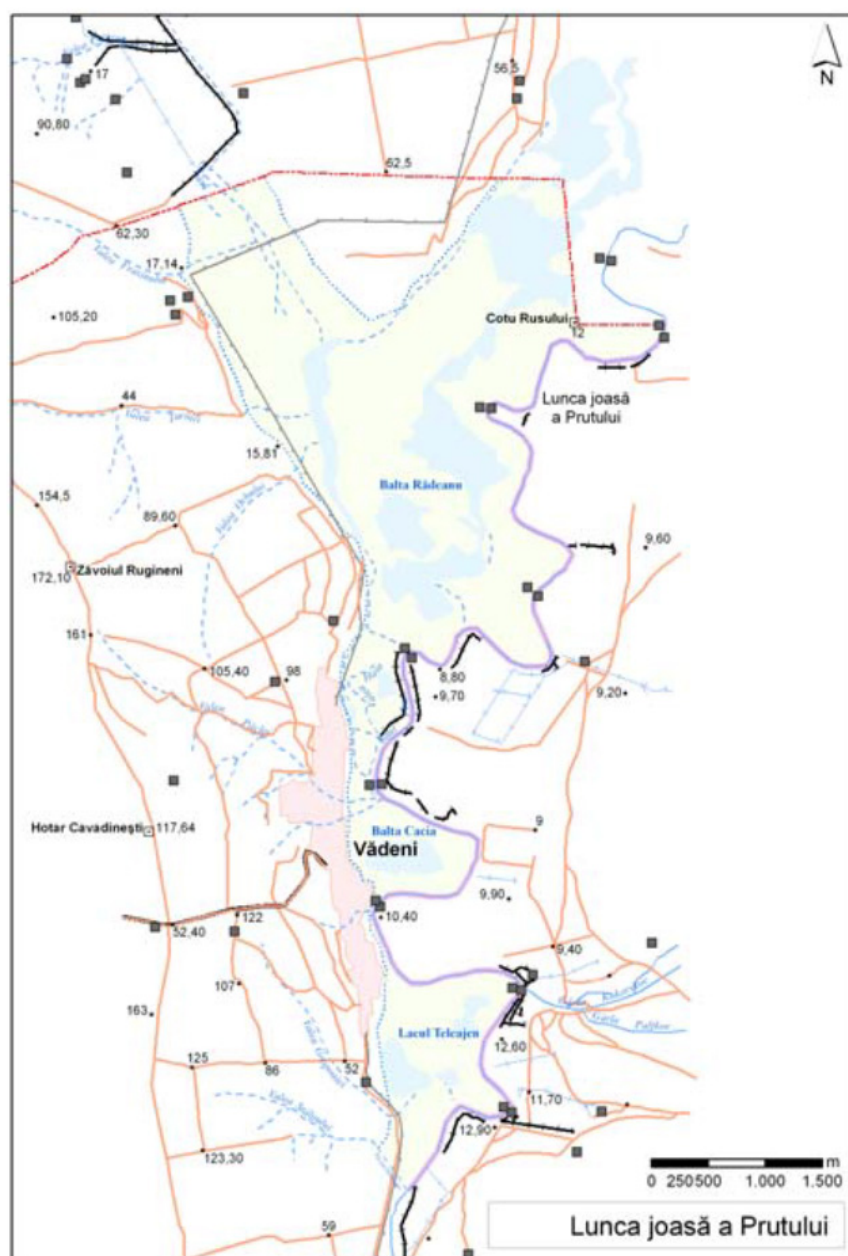 17
56,5
90,80
N
62,5
62,30
17,14
105,20
Cotu Rusului
12
Lunca joasă
a Prutului
44
15,81
Balta Rădeanu
154,5
89,60
9,60
Zăvoiul Rugineni
172,10
161
105,40
98
8,80
9,70
9,20
Hotar Cavadinești
117,64
9
Balta Cacia
Vădeni
9,90
10,40
122
52,40
9,40
107
163
Lacul Teleajen
12,60
125
86
52
11,70
12,90
123,30
m
0 250500 1.000 1.500
59
Lunca joasă a Prutului